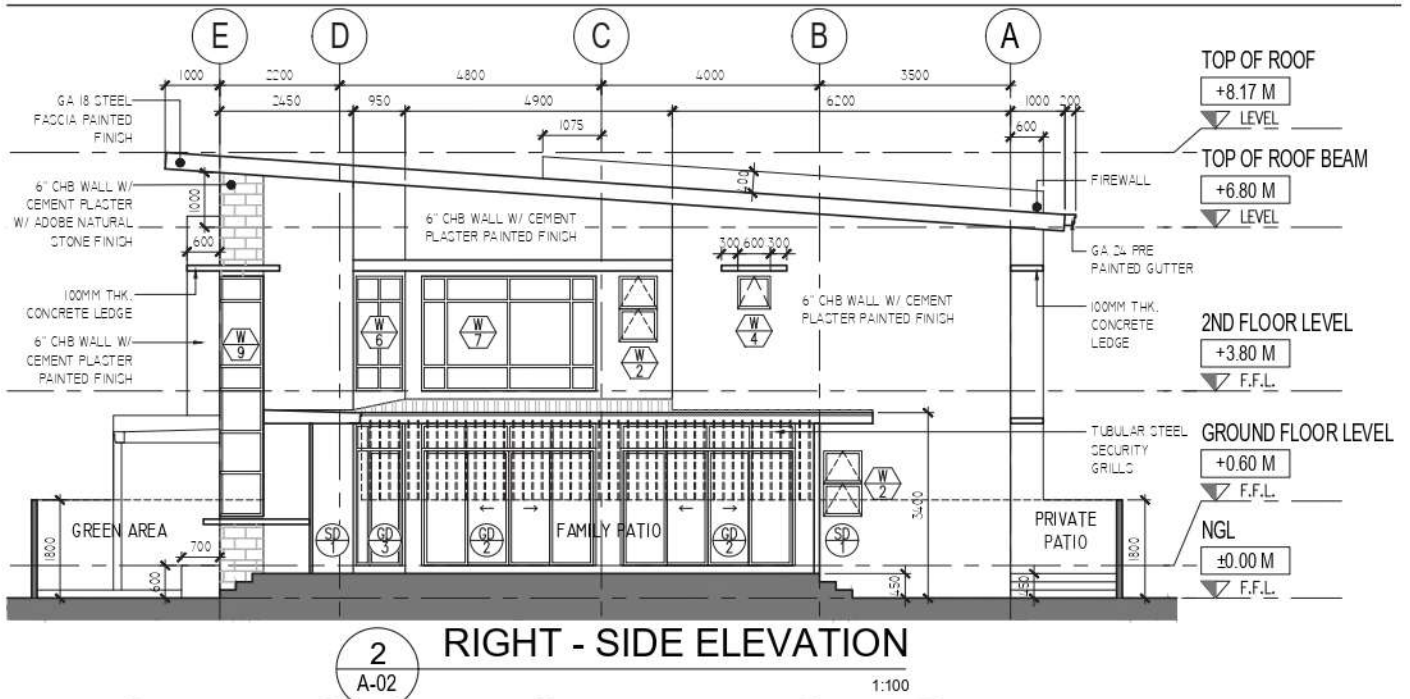 E
D
C
B
A
1000
2200
4800
4000
3500
2450
950
4900
6200
1000
200
1075
600
GA 18 STEEL
FASCIA PAINTED
FINISH
6" CHB WALL W/
CEMENT PLASTER
W/ ADOBE NATURAL
STONE FINISH
1000
600
100MM THK.
CONCRETE LEDGE
6" CHB WALL W/
CEMENT PLASTER
PAINTED FINISH
6" CHB WALL W/ CEMENT
PLASTER PAINTED FINISH
400
300
600
300
6" CHB WALL W/ CEMENT
PLASTER PAINTED FINISH
FIREWALL
GA 24 PRE
PAINTED GUTTER
100MM THK.
CONCRETE
LEDGE
TUBULAR STEEL
SECURITY
GRILLS
W
9
W
6
W
7
W
2
W
4
W
2
GREEN AREA
1800
700
600
SD
1
GD
3
GD
2
FAMILY PATIO
GD
2
SD
1
450
3400
PRIVATE
PATIO
450
1800
TOP OF ROOF
+8.17 M
LEVEL
TOP OF ROOF BEAM
+6.80 M
LEVEL
2ND FLOOR LEVEL
+3.80 M
F.F.L.
GROUND FLOOR LEVEL
+0.60 M
F.F.L.
NGL
±0.00 M
F.F.L.
2
A-02
RIGHT - SIDE ELEVATION
1:100